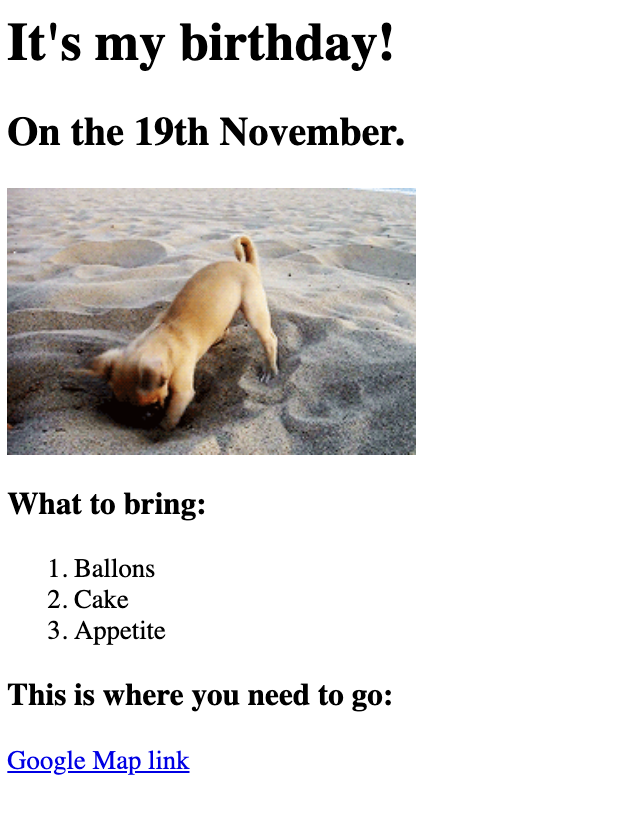 It's my birthday!
On the 19th November.
What to bring:
1. Ballons
2. Cake
3. Appetite
This is where you need to go:
Google Map link